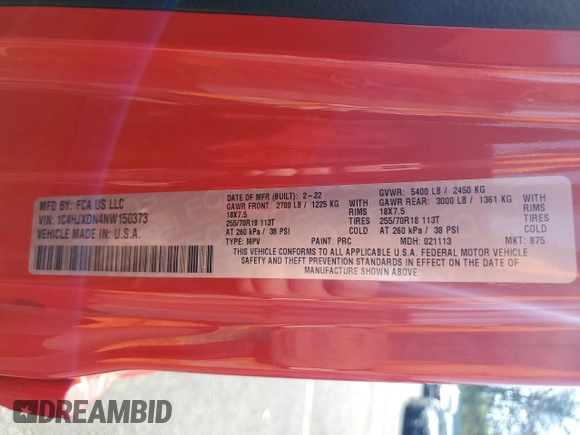 MFD BY: FCA US LLC
VIN: 1C4HJXDN4NW150373
VEHICLE MADE IN: U.S.A.
DATE OF MFR (BUILT): 2-22
GAWR FRONT: 2700 LB / 1225 KG WITH
18X7.5 RIMS
255/70R18 113T TIRES
AT 260 kPa / 38 PSI COLD
TYPE: MPV PAINT: PRC
GVWR: 5400 LB / 2450 KG
GAWR REAR: 3000 LB / 1361 KG WITH
18X7.5 RIMS
255/70R18 113T TIRES
AT 260 kPa / 38 PSI COLD
MDH: 021113 MKT: 875
THIS VEHICLE CONFORMS TO ALL APPLICABLE U.S.A. FEDERAL MOTOR VEHICLE
SAFETY AND THEFT PREVENTION STANDARDS IN EFFECT ON THE DATE OF
MANUFACTURE SHOWN ABOVE.
DREAMBID